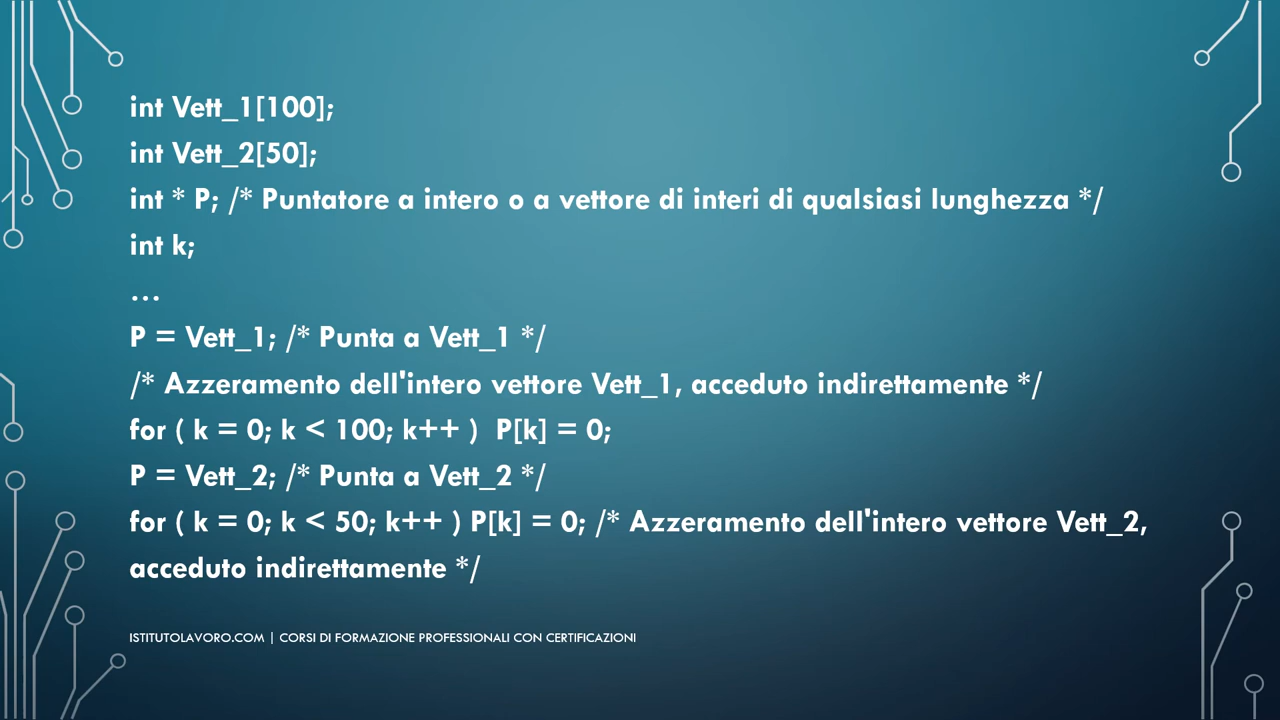 int Vett_1[100];
int Vett_2[50];
int * P; /* Puntatore a intero o a vettore di interi di qualsiasi lunghezza */
int k;
…
P = Vett_1; /* Punta a Vett_1 */
/* Azzeramento dell'intero vettore Vett_1, acceduto indirettamente */
for ( k = 0; k < 100; k++ )  P[k] = 0;
P = Vett_2; /* Punta a Vett_2 */
for ( k = 0; k < 50; k++ ) P[k] = 0; /* Azzeramento dell'intero vettore Vett_2,
acceduto indirettamente */
ISTITUTOLAVORO.COM | CORSI DI FORMAZIONE PROFESSIONALI CON CERTIFICAZIONI